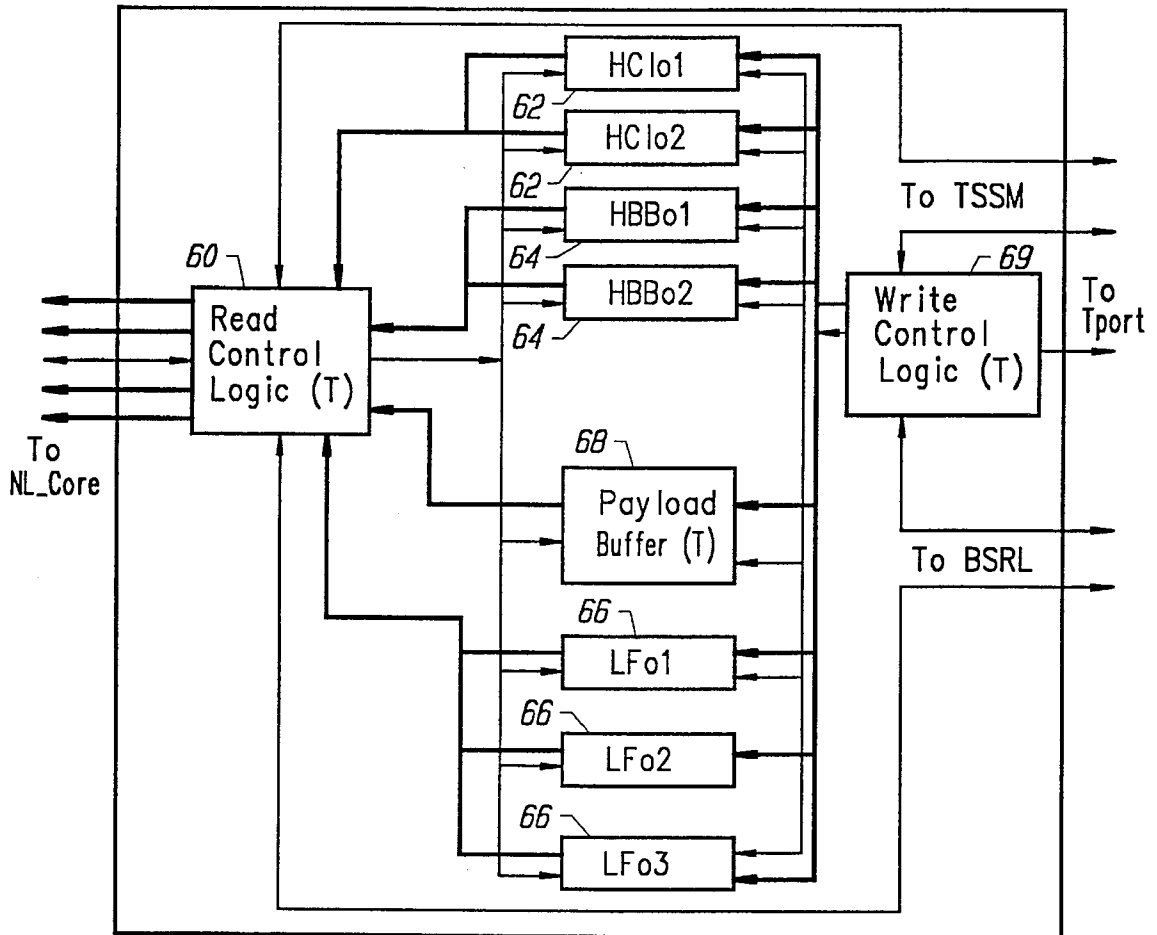 HClo1
62
HClo2
62
To TSSM
HBBo1
64
60
69
HBBo2
64
Read
Control
Logic (T)
Write
Control
Logic (T)
To
Tport
To
NL_Core
68
Payload
Buffer (T)
To BSRL
66
LFo1
66
LFo2
66
LFo3